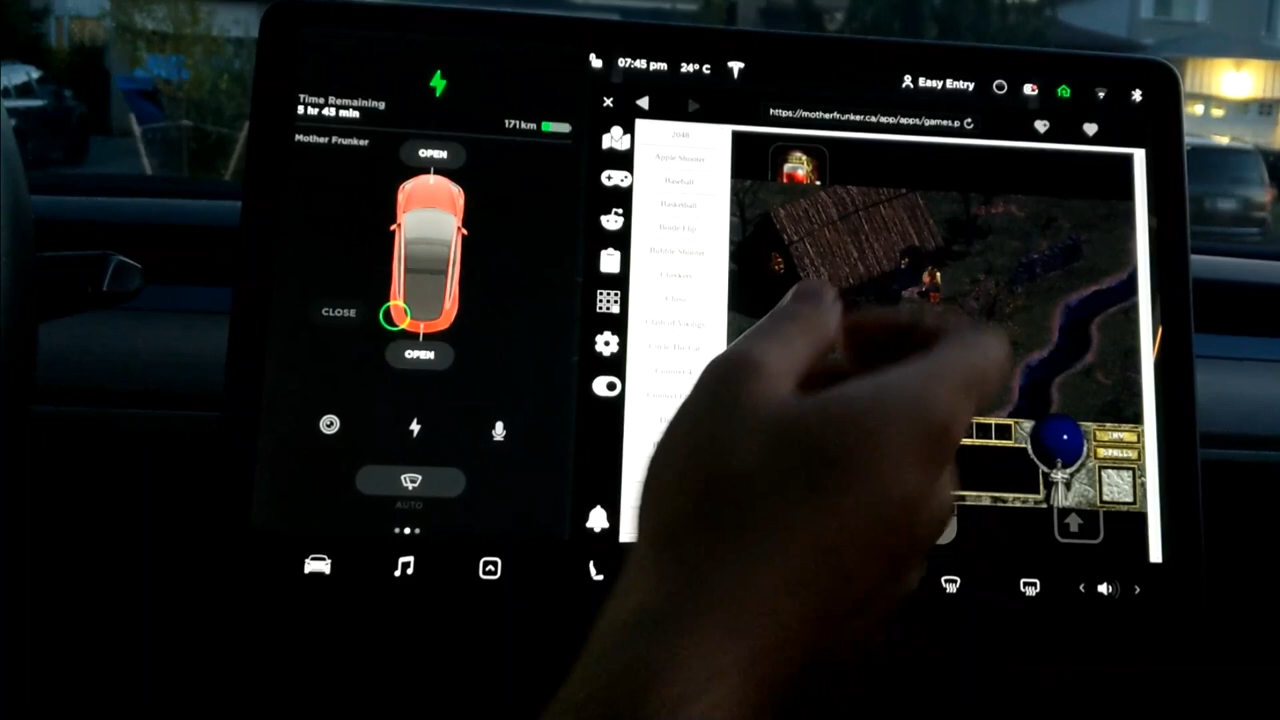 07:45 pm
24° C
Easy Entry
Time Remaining
5 hr 45 min
171 km
Mother Frunker
https://motherfrunker.ca/app/apps/games.p
OPEN
2048
Apple Shooter
Baseball
Basketball
Bottle Flip
Bubble Shooter
Checkers
Chess
Crash of Vikings
Circle The Cat
Connect 4
CLOSE
OPEN
INV
SPELLS
AUTO